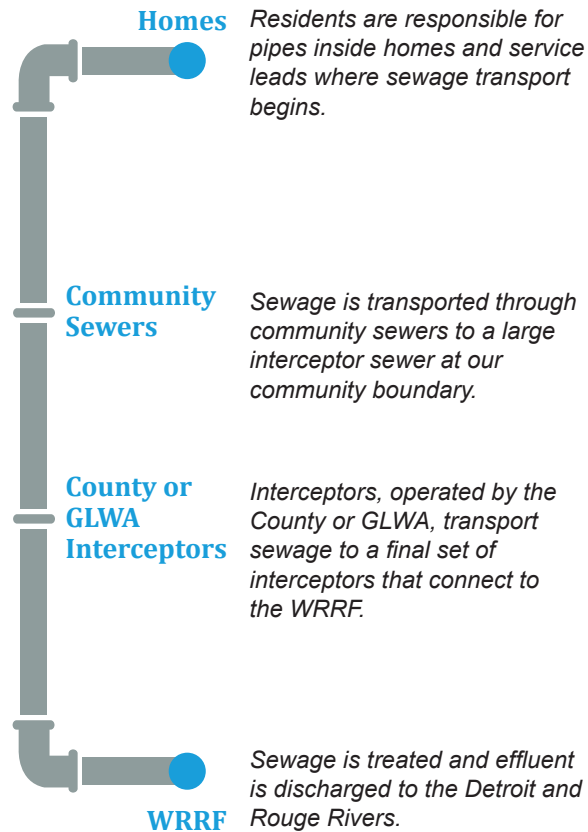 Homes
Residents are responsible for
pipes inside homes and service
leads where sewage transport
begins.
Community
Sewers
Sewage is transported through
community sewers to a large
interceptor sewer at our
community boundary.
County or
GLWA
Interceptors
Interceptors, operated by the
County or GLWA, transport
sewage to a final set of
interceptors that connect to
the WRRF.
WRRF
Sewage is treated and effluent
is discharged to the Detroit and
Rouge Rivers.